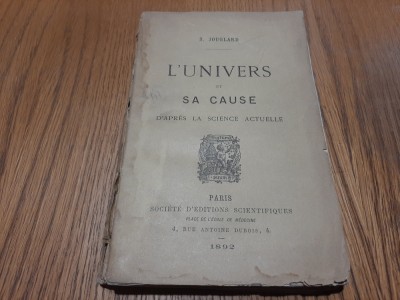 L'UNIVERS
ET
SA CAUSE
D'APRÈS LA SCIENCE ACTUELLE
PARIS
SOCIÉTÉ D'ÉDITIONS SCIENTIFIQUES
PLACE DE L'ÉCOLE DE MÉDECINE
4, RUE ANTOINE DUBOIS, 4
1892